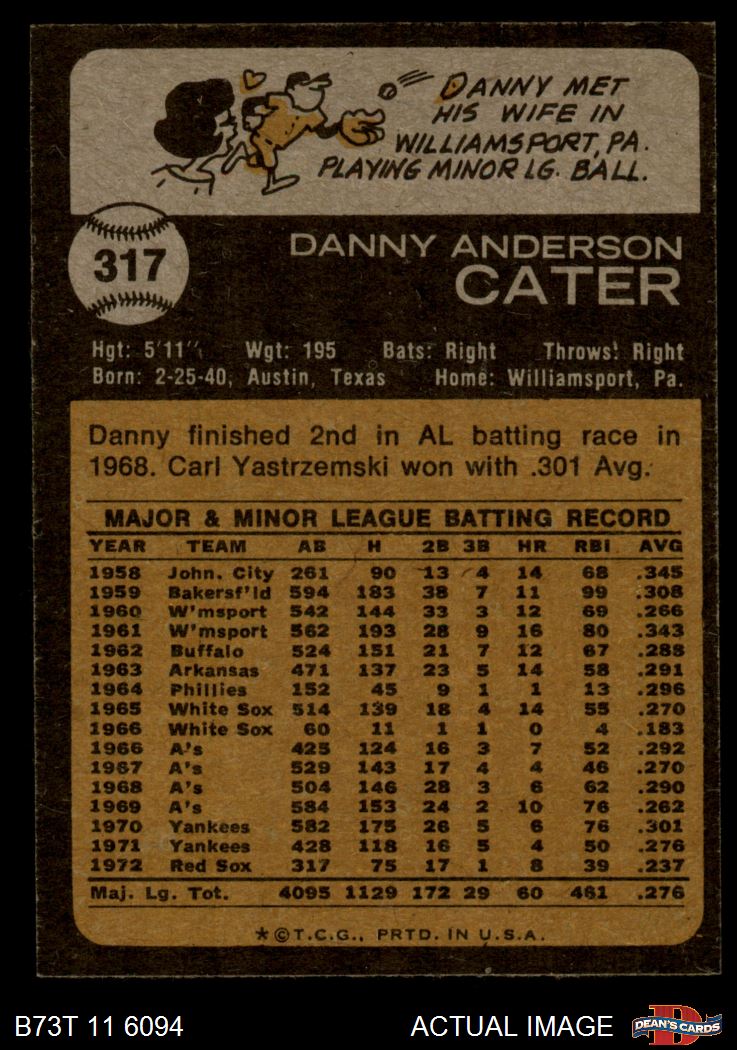 DANNY MET
HIS WIFE IN
WILLIAMSPORT, PA.
PLAYING MINOR LG. BALL.
317
DANNY ANDERSON
CATER
Hgt: 5'11" Wgt: 195 Bats: Right Throws: Right
Born: 2-25-40, Austin, Texas Home: Williamsport, Pa.
Danny finished 2nd in AL batting race in
1968. Carl Yastrzemski won with .301 Avg.
MAJOR & MINOR LEAGUE BATTING RECORD
YEAR TEAM AB H 2B 3B HR RBI AVG
1958 John. City 261 90 13 4 14 68 .345
1959 Bakersf'ld 594 183 38 7 11 99 .308
1960 W'msport 542 144 33 3 12 69 .266
1961 W'msport 562 193 28 9 16 80 .343
1962 Buffalo 524 151 21 7 12 67 .288
1963 Arkansas 471 137 23 5 14 58 .291
1964 Phillies 152 45 9 1 1 13 .296
1965 White Sox 514 139 18 4 14 55 .270
1966 White Sox 60 11 1 1 0 4 .183
1966 A's 425 124 16 3 7 52 .292
1967 A's 529 143 17 4 4 46 .270
1968 A's 504 146 28 3 6 62 .290
1969 A's 584 153 24 2 10 76 .262
1970 Yankees 582 175 26 5 6 76 .301
1971 Yankees 428 118 16 5 4 50 .276
1972 Red Sox 317 75 17 1 8 39 .237
Maj. Lg. Tot. 4095 1129 172 29 60 461 .276
*©T.C.G., PRTD. IN U.S.A.
B73T 11 6094 ACTUAL IMAGE
D
DEAN'S CARDS